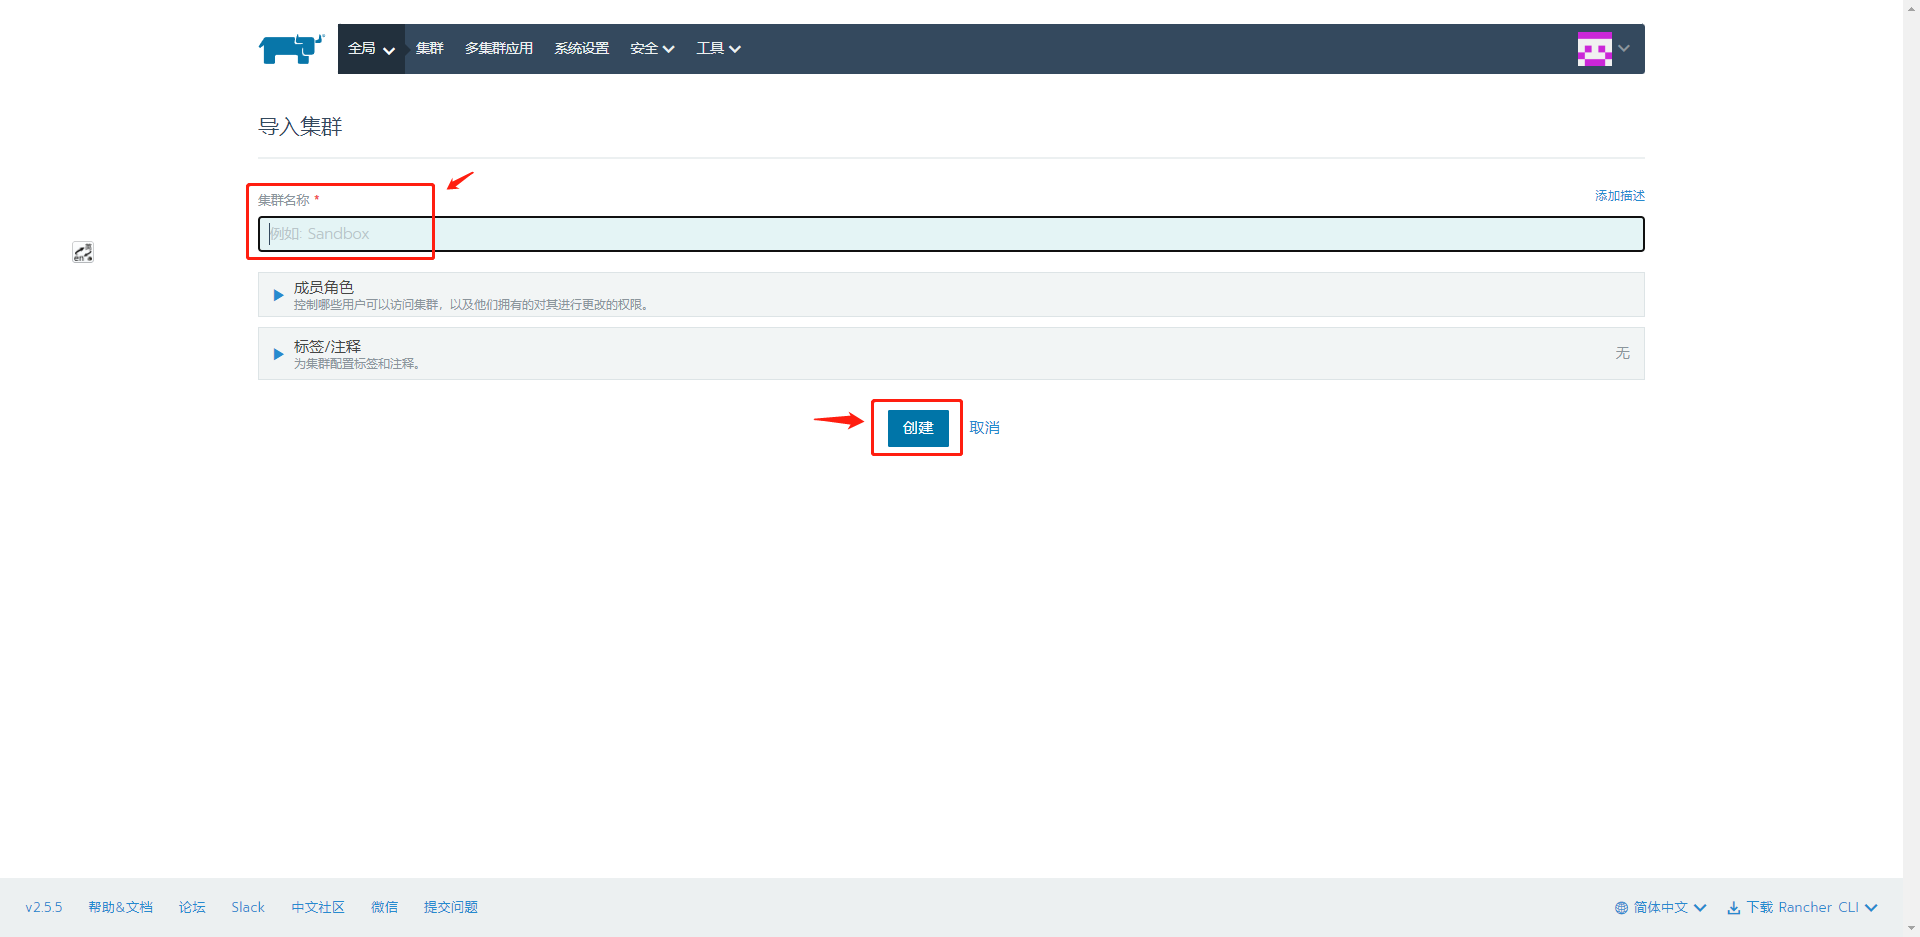 全局 集群 多集群应用 系统设置 安全 工具
导入集群
集群名称 * 添加描述
例如: Sandbox
成员角色
控制哪些用户可以访问集群，以及他们拥有的对其进行更改的权限。
标签/注释
为集群配置标签和注释。
无
创建 取消
v2.5.5 帮助&文档 论坛 Slack 中文社区 微信 提交问题 简体中文 下载 Rancher CLI